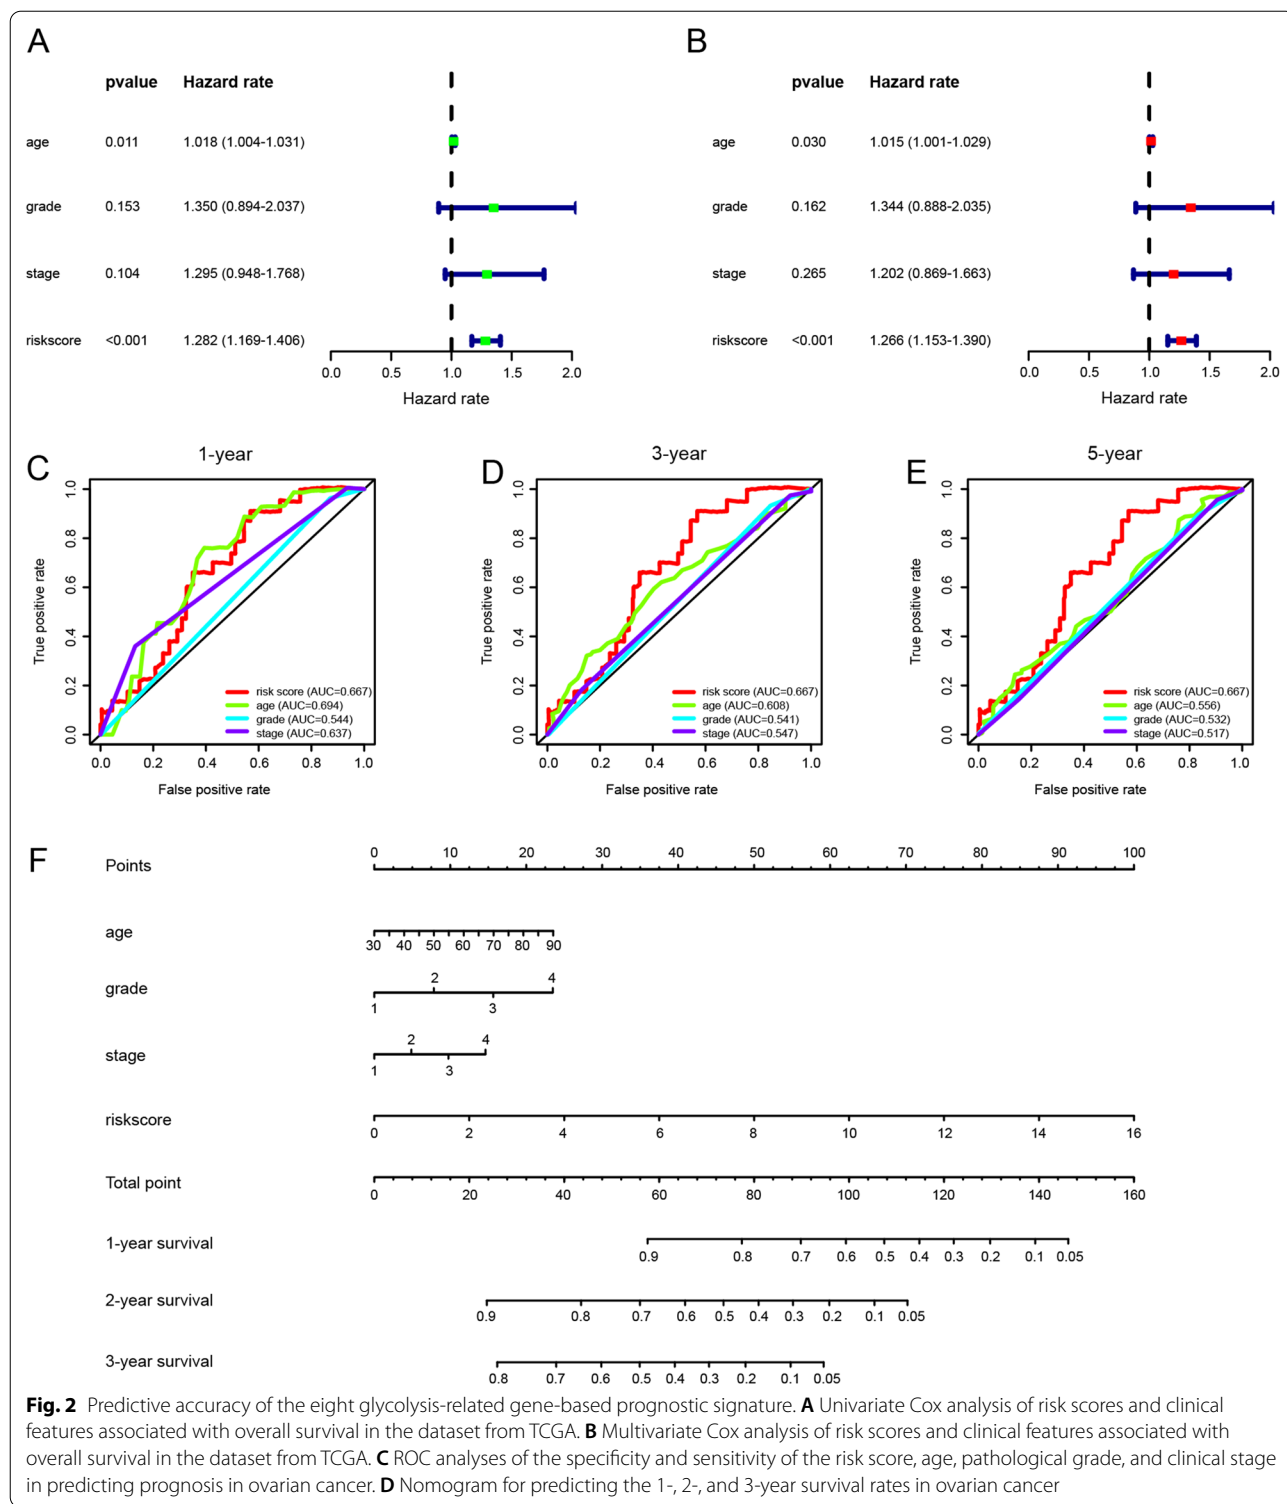 A
pvalue Hazard rate
age 0.011 1.018 (1.004-1.031)
grade 0.153 1.350 (0.894-2.037)
stage 0.104 1.295 (0.948-1.768)
riskscore <0.001 1.282 (1.169-1.406)
0.0 0.5 1.0 1.5 2.0
Hazard rate
B
pvalue Hazard rate
age 0.030 1.015 (1.001-1.029)
grade 0.162 1.344 (0.888-2.035)
stage 0.265 1.202 (0.869-1.663)
riskscore <0.001 1.266 (1.153-1.390)
0.0 0.5 1.0 1.5 2.0
Hazard rate
C
1-year
True positive rate
1.0
0.8
0.6
0.4
0.2
0.0
risk score (AUC=0.667)
age (AUC=0.694)
grade (AUC=0.544)
stage (AUC=0.637)
0.0 0.2 0.4 0.6 0.8 1.0
False positive rate
D
3-year
True positive rate
1.0
0.8
0.6
0.4
0.2
0.0
risk score (AUC=0.667)
age (AUC=0.608)
grade (AUC=0.541)
stage (AUC=0.547)
0.0 0.2 0.4 0.6 0.8 1.0
False positive rate
E
5-year
True positive rate
1.0
0.8
0.6
0.4
0.2
0.0
risk score (AUC=0.667)
age (AUC=0.556)
grade (AUC=0.532)
stage (AUC=0.517)
0.0 0.2 0.4 0.6 0.8 1.0
False positive rate
F
Points
0 10 20 30 40 50 60 70 80 90 100
age
30 40 50 60 70 80 90
grade
2 4
1 3
stage
2 4
1 3
riskscore
0 2 4 6 8 10 12 14 16
Total point
0 20 40 60 80 100 120 140 160
1-year survival
0.9 0.8 0.7 0.6 0.5 0.4 0.3 0.2 0.1 0.05
2-year survival
0.9 0.8 0.7 0.6 0.5 0.4 0.3 0.2 0.1 0.05
3-year survival
0.8 0.7 0.6 0.5 0.4 0.3 0.2 0.1 0.05
Fig. 2 Predictive accuracy of the eight glycolysis-related gene-based prognostic signature. A Univariate Cox analysis of risk scores and clinical
features associated with overall survival in the dataset from TCGA. B Multivariate Cox analysis of risk scores and clinical features associated with
overall survival in the dataset from TCGA. C ROC analyses of the specificity and sensitivity of the risk score, age, pathological grade, and clinical stage
in predicting prognosis in ovarian cancer. D Nomogram for predicting the 1-, 2-, and 3-year survival rates in ovarian cancer